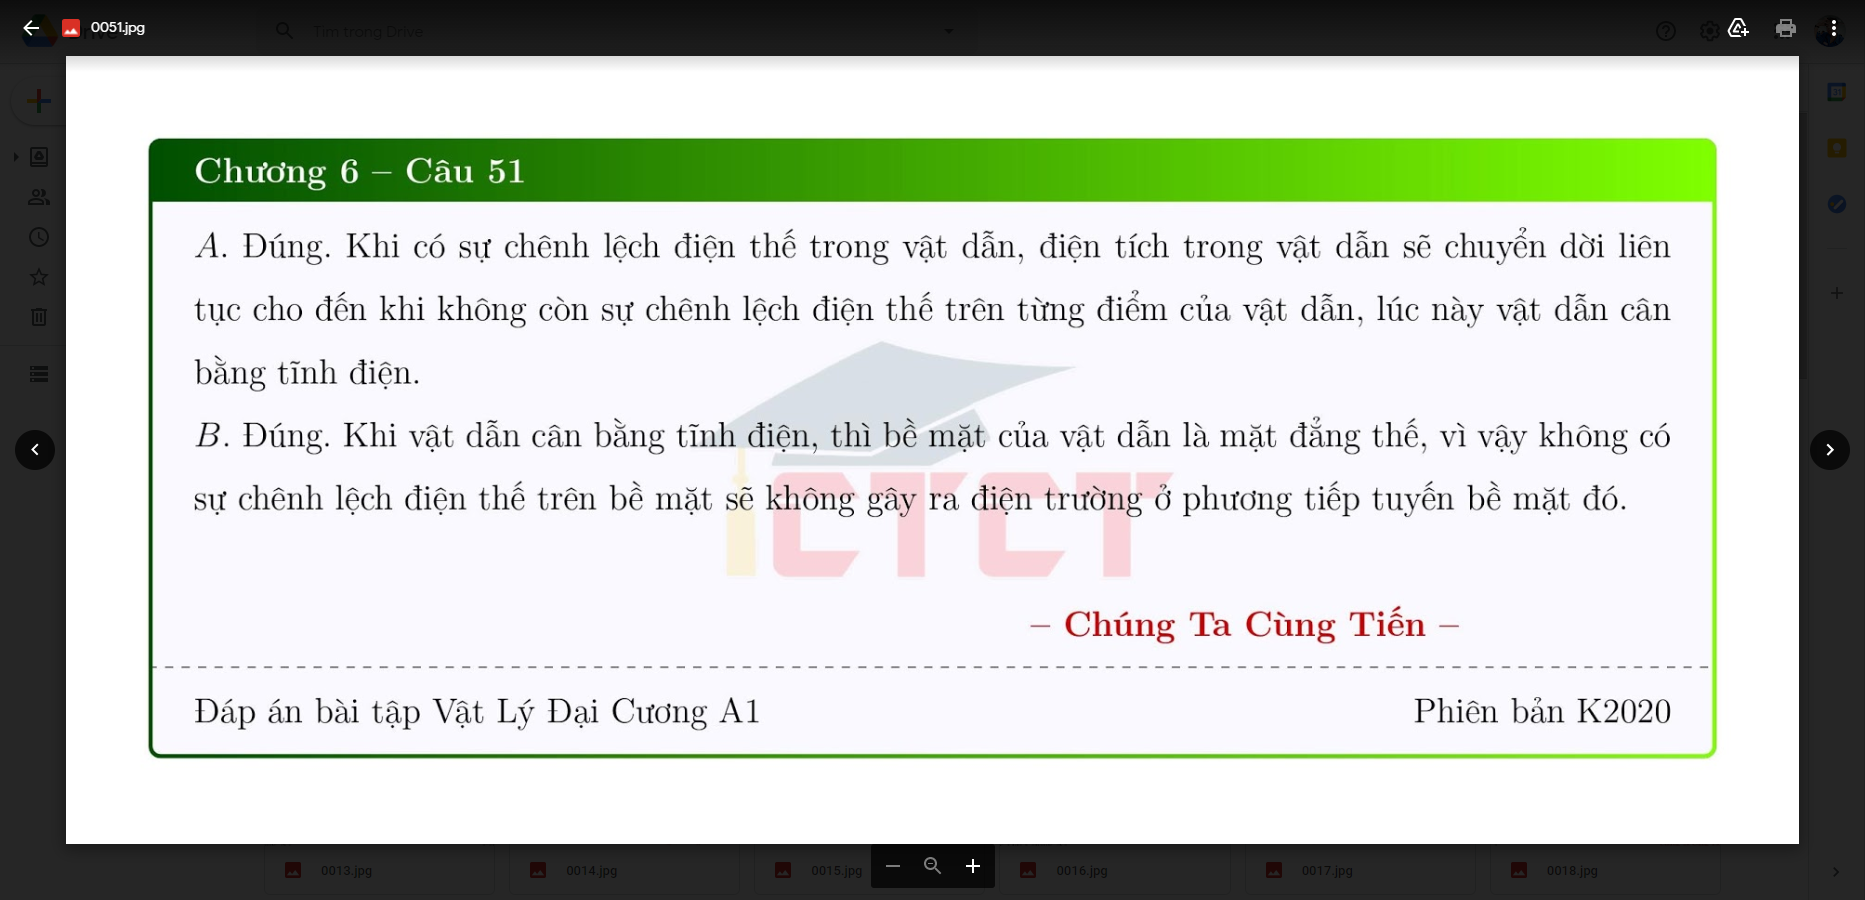 0051.jpg
Tìm trong Drive
Chương 6 – Câu 51
A. Đúng. Khi có sự chênh lệch điện thế trong vật dẫn, điện tích trong vật dẫn sẽ chuyển dời liên
tục cho đến khi không còn sự chênh lệch điện thế trên từng điểm của vật dẫn, lúc này vật dẫn cân
bằng tĩnh điện.
B. Đúng. Khi vật dẫn cân bằng tĩnh điện, thì bề mặt của vật dẫn là mặt đẳng thế, vì vậy không có
sự chênh lệch điện thế trên bề mặt sẽ không gây ra điện trường ở phương tiếp tuyến bề mặt đó.
CTCT
– Chúng Ta Cùng Tiến –
Đáp án bài tập Vật Lý Đại Cương A1 Phiên bản K2020
0013.jpg 0014.jpg 0015.jpg 0016.jpg 0017.jpg 0018.jpg